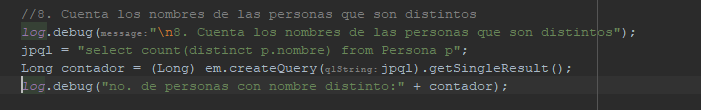 //8. Cuenta los nombres de las personas que son distintos
log.debug(message:"\n8. Cuenta los nombres de las personas que son distintos");
jpql = "select count(distinct p.nombre) from Persona p";
Long contador = (Long) em.createQuery(qlString:jpql).getSingleResult();
log.debug("no. de personas con nombre distinto:" + contador);